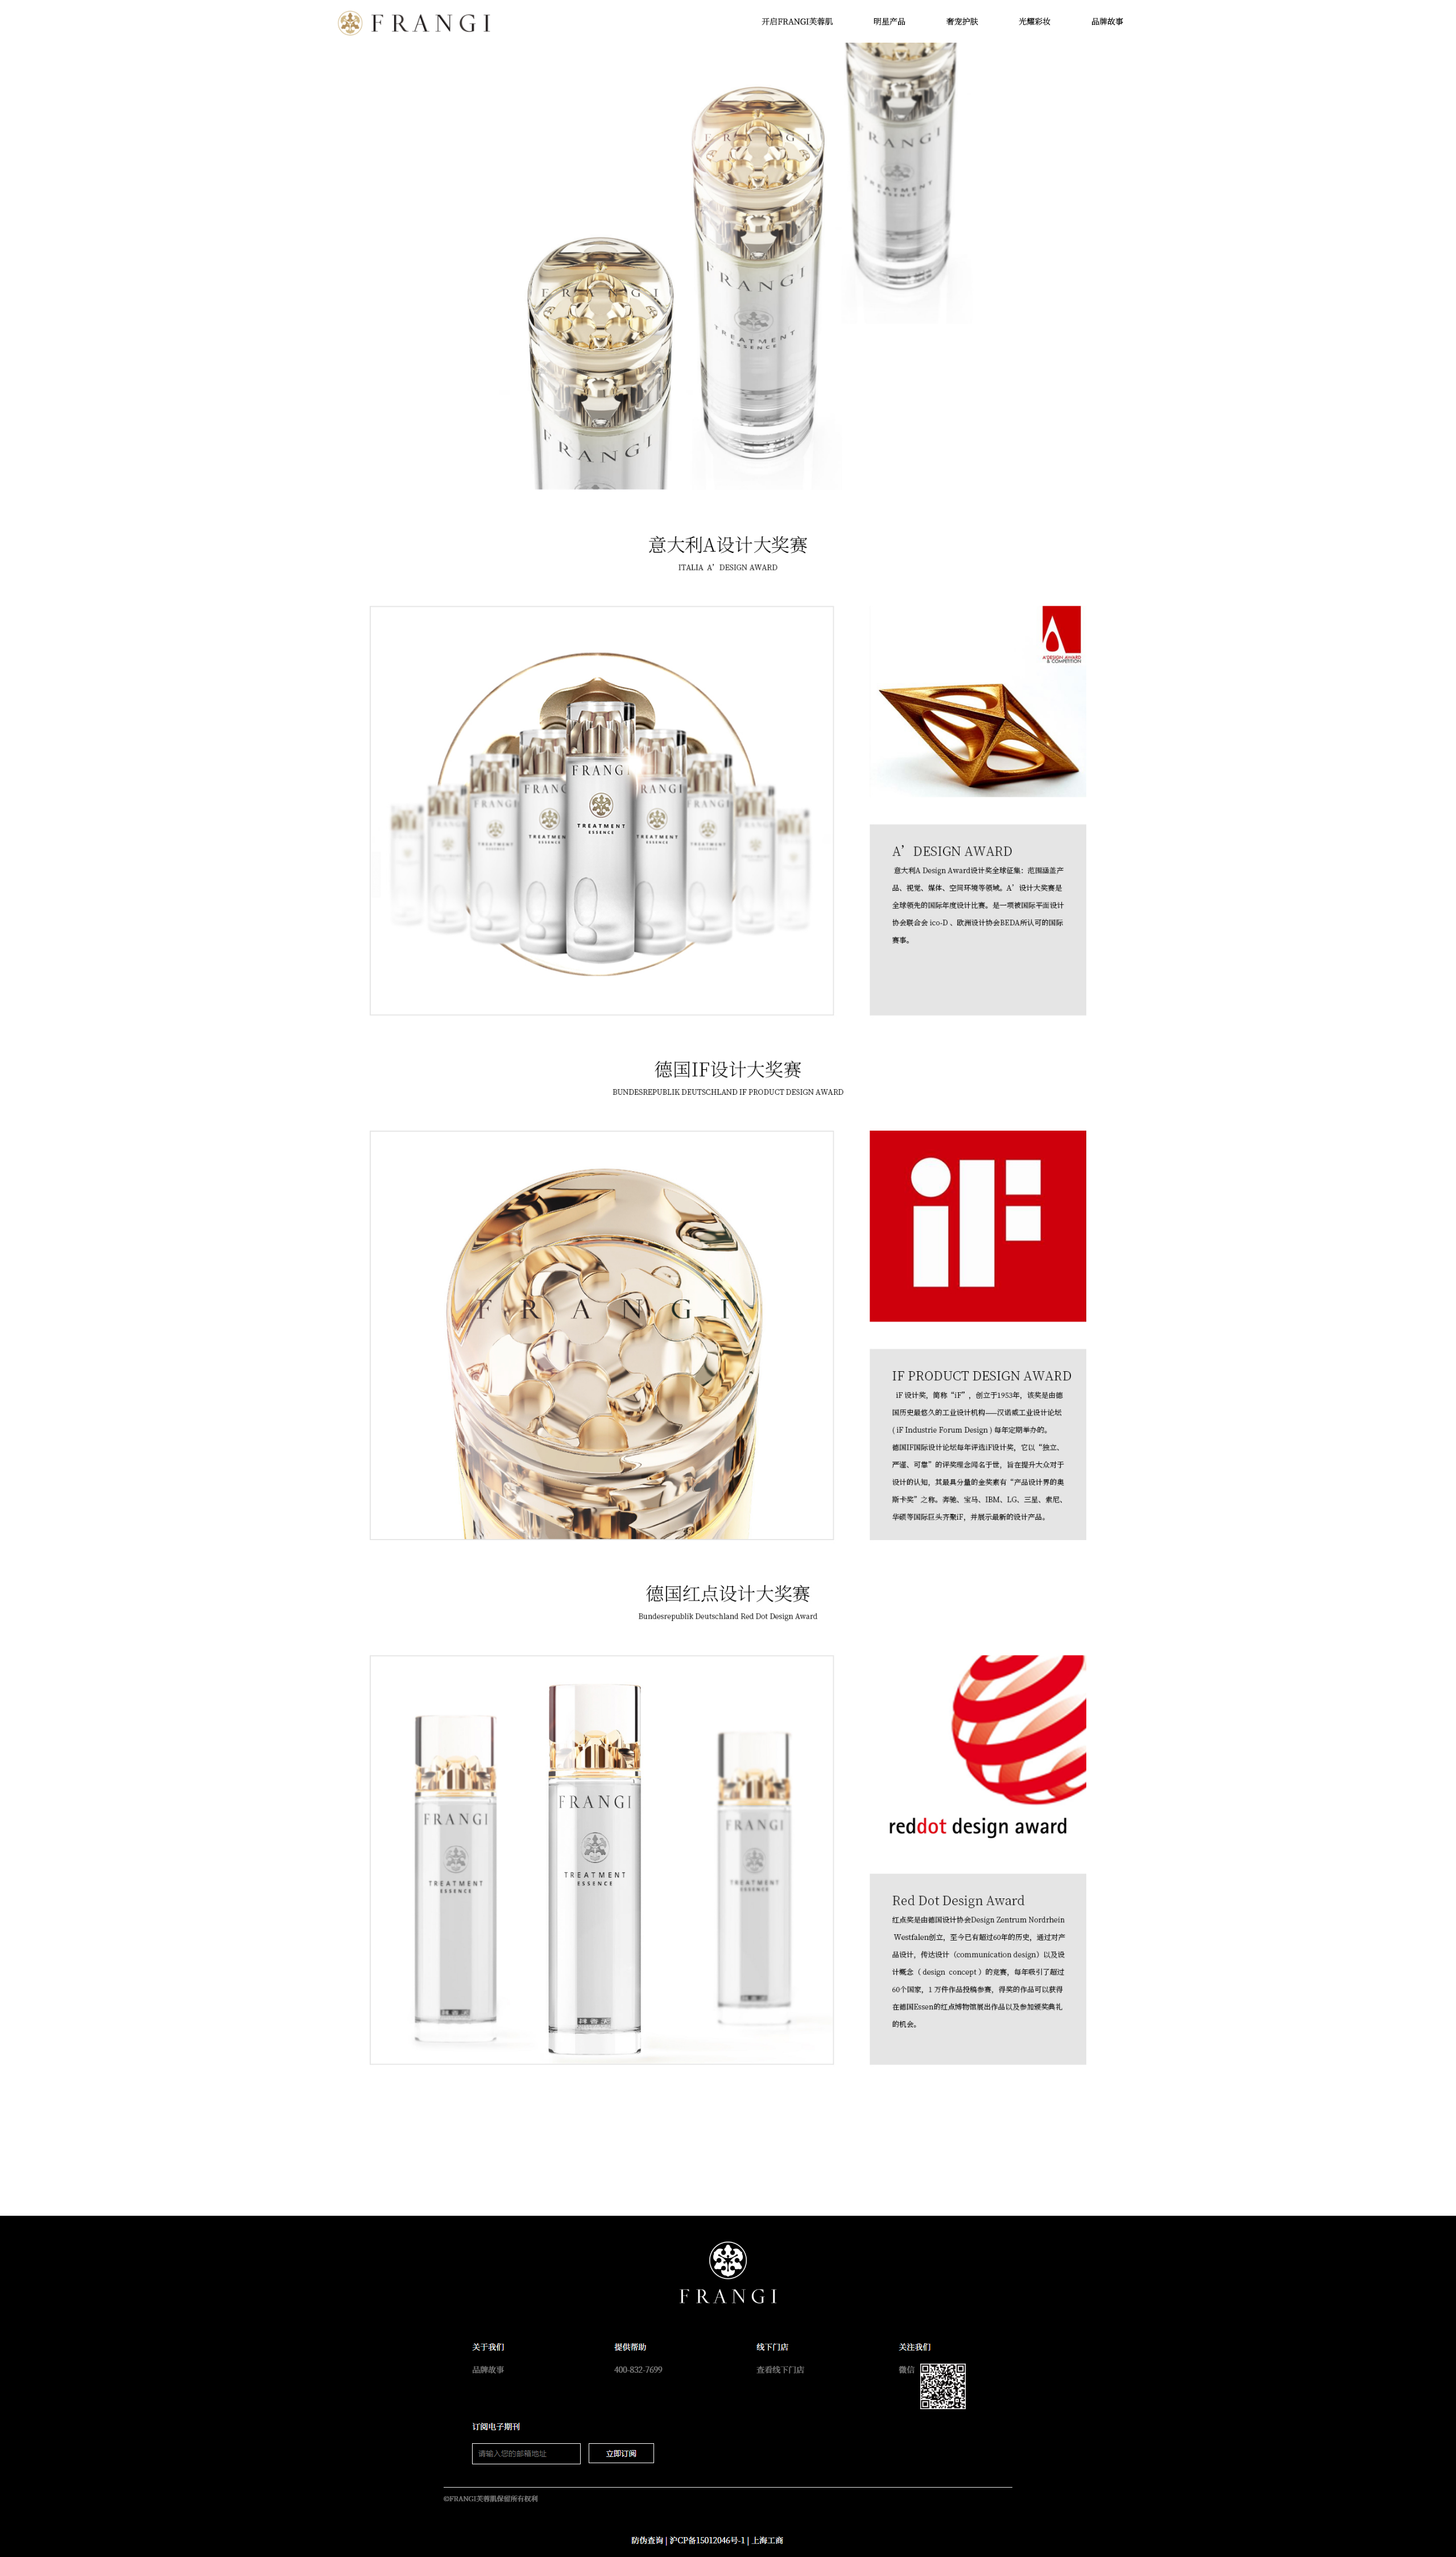 FRANGI
开启FRANGI芙蓉肌 明星产品 奢宠护肤 光耀彩妆 品牌故事
FRANGI
TREATMENT
ESSENCE
FRANGI
FRANGI
TREATMENT
ESSENCE
FRANGI
FRANGI
意大利A设计大奖赛
ITALIA A’ DESIGN AWARD
A'DESIGN AWARD
& COMPETITION
FRANGI
TREATMENT
ESSENCE
A’ DESIGN AWARD
意大利A Design Award设计奖全球征集：范围涵盖产
品、视觉、媒体、空间环境等领域。A’设计大奖赛是
全球领先的国际年度设计比赛。是一项被国际平面设计
协会联合会 ico-D 、欧洲设计协会BEDA所认可的国际
赛事。
德国IF设计大奖赛
BUNDESREPUBLIK DEUTSCHLAND IF PRODUCT DESIGN AWARD
FRANGI
iF
IF PRODUCT DESIGN AWARD
iF 设计奖，简称“iF”，创立于1953年，该奖是由德
国历史最悠久的工业设计机构——汉诺威工业设计论坛
( iF Industrie Forum Design ) 每年定期举办的。
德国IF国际设计论坛每年评选iF设计奖，它以“独立、
严谨、可靠”的评奖理念闻名于世，旨在提升大众对于
设计的认知，其最具分量的金奖素有“产品设计界的奥
斯卡奖”之称。奔驰、宝马、IBM、LG、三星、索尼、
华硕等国际巨头齐聚iF，并展示最新的设计产品。
德国红点设计大奖赛
Bundesrepublik Deutschland Red Dot Design Award
FRANGI
TREATMENT
ESSENCE
FRANGI
TREATMENT
ESSENCE
FRANGI
TREATMENT
ESSENCE
reddot design award
Red Dot Design Award
红点奖是由德国设计协会Design Zentrum Nordrhein
Westfalen创立，至今已有超过60年的历史，通过对产
品设计，传达设计（communication design）以及设
计概念（ design concept ）的竞赛，每年吸引了超过
60个国家，1 万件作品投稿参赛，得奖的作品可以获得
在德国Essen的红点博物馆展出作品以及参加颁奖典礼
的机会。
FRANGI
关于我们 提供帮助 线下门店 关注我们
品牌故事 400-832-7699 查看线下门店 微信
订阅电子期刊
请输入您的邮箱地址 立即订阅
©FRANGI芙蓉肌保留所有权利
防伪查询 | 沪CP备15012046号-1 | 上海工商